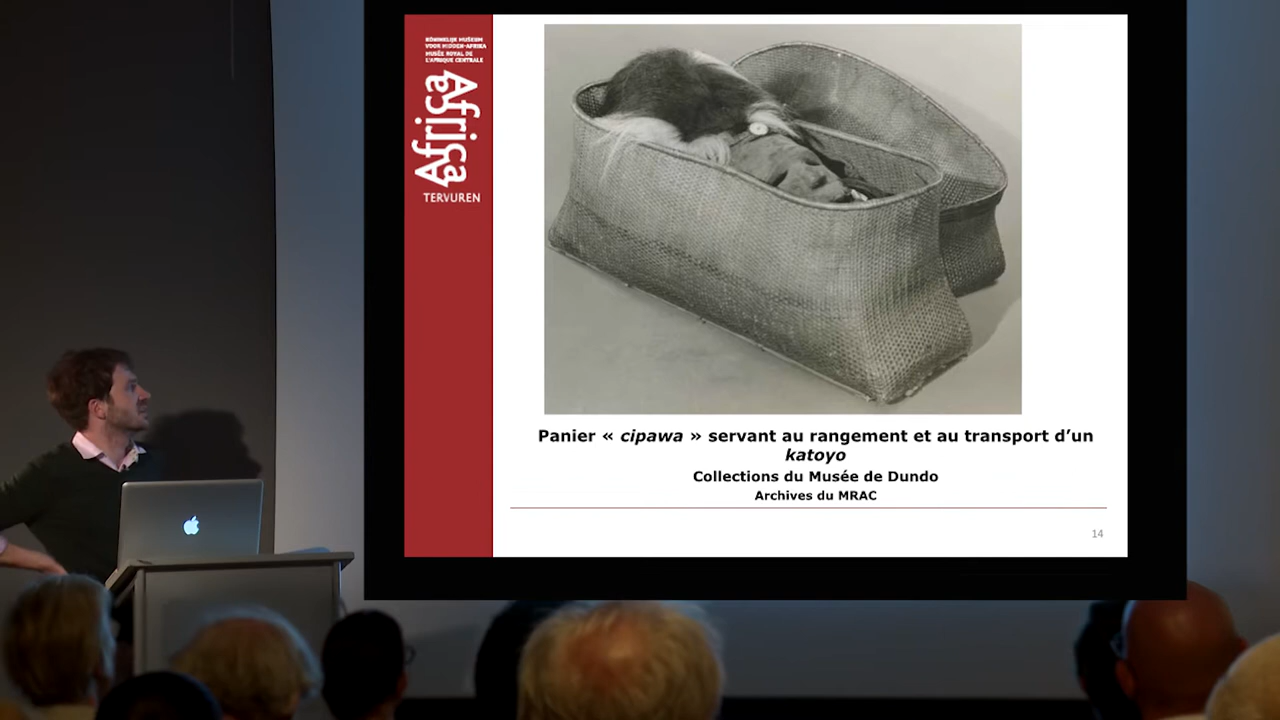 KONINKLIJK MUSEUM
VOOR MIDDEN-AFRIKA
MUSÉE ROYAL DE
L'AFRIQUE CENTRALE
Africa
Africa
TERVUREN
Panier « cipawa » servant au rangement et au transport d’un
katoyo
Collections du Musée de Dundo
Archives du MRAC
14